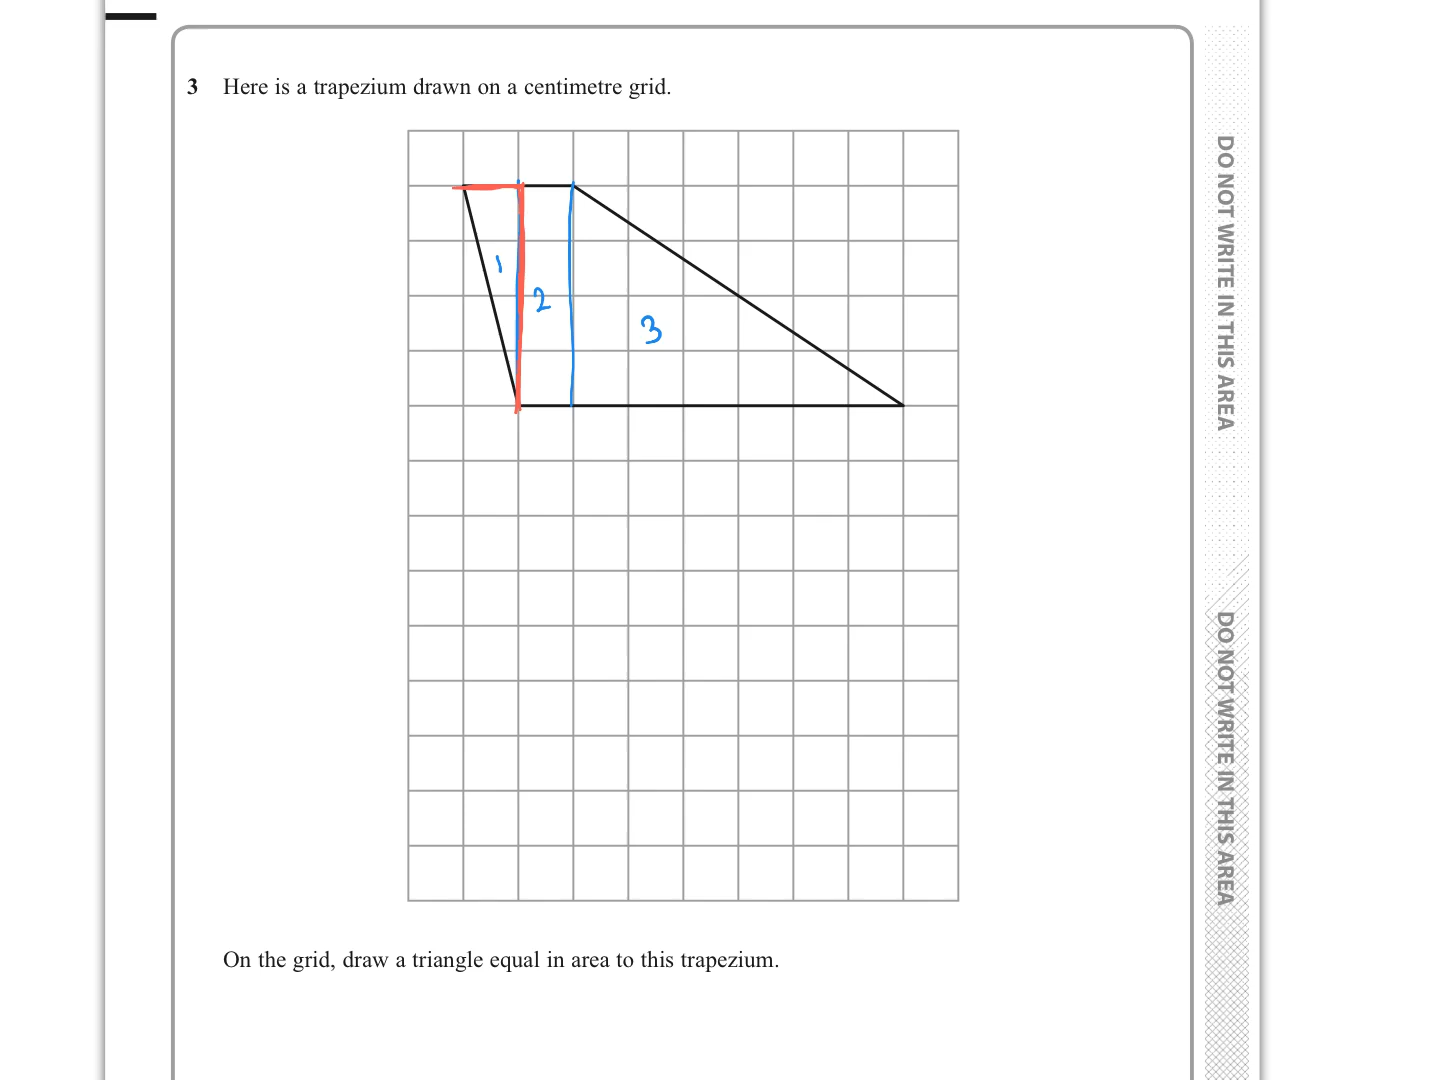 3 Here is a trapezium drawn on a centimetre grid.
1
2
3
On the grid, draw a triangle equal in area to this trapezium.
DO NOT WRITE IN THIS AREA
DO NOT WRITE IN THIS AREA